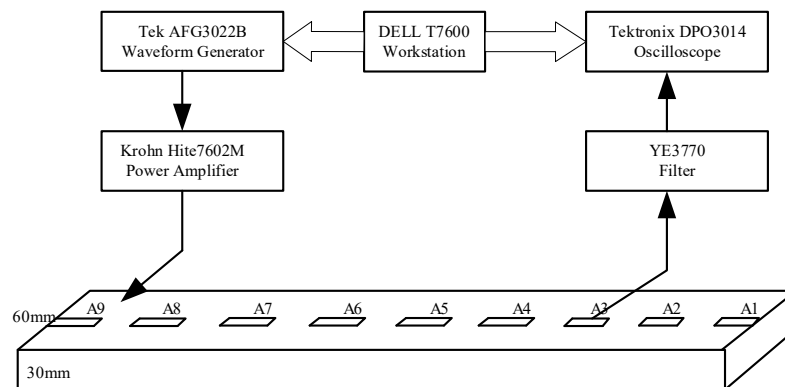 Tek AFG3022B
Waveform Generator
DELL T7600
Workstation
Tektronix DPO3014
Oscilloscope
Krohn Hite7602M
Power Amplifier
YE3770
Filter
A9
A8
A7
A6
A5
A4
A3
A2
A1
60mm
30mm